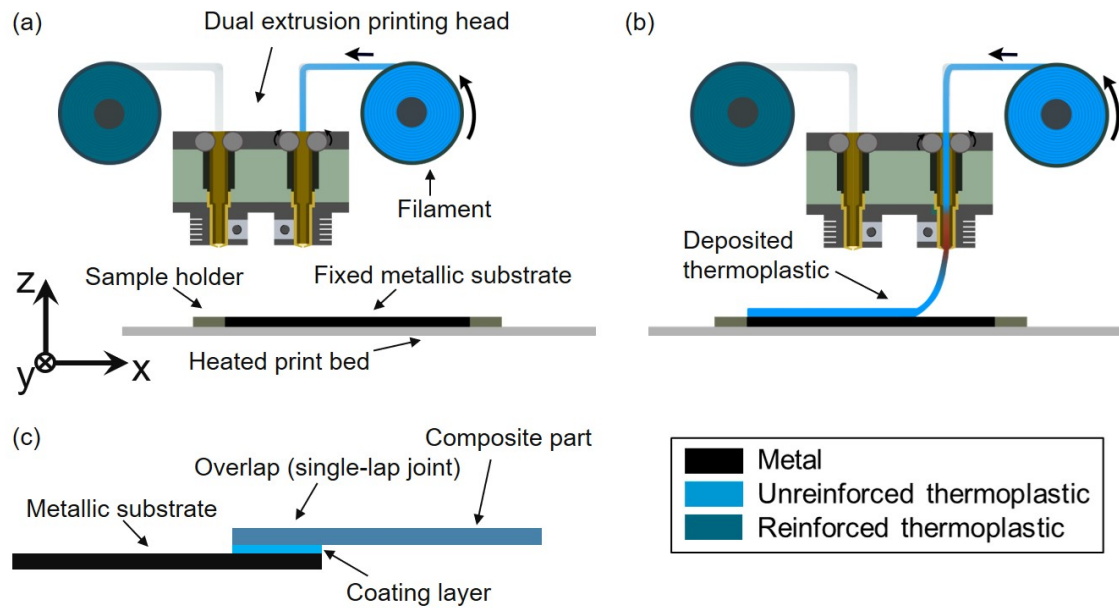 (a)
Dual extrusion printing head
Filament
Sample holder
Fixed metallic substrate
Heated print bed
z
y
x
(b)
Deposited
thermoplastic
(c)
Composite part
Overlap (single-lap joint)
Metallic substrate
Coating layer
Metal
Unreinforced thermoplastic
Reinforced thermoplastic